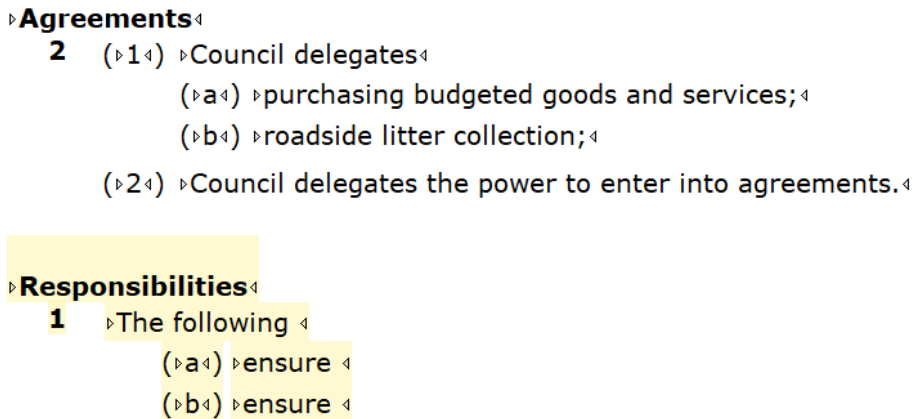 ▹Agreements◃
2 (▹1◃) ▹Council delegates◃
(▹a◃) ▹purchasing budgeted goods and services;◃
(▹b◃) ▹roadside litter collection;◃
(▹2◃) ▹Council delegates the power to enter into agreements.◃
▹Responsibilities◃
1 ▹The following ◃
(▹a◃) ▹ensure ◃
(▹b◃) ▹ensure ◃